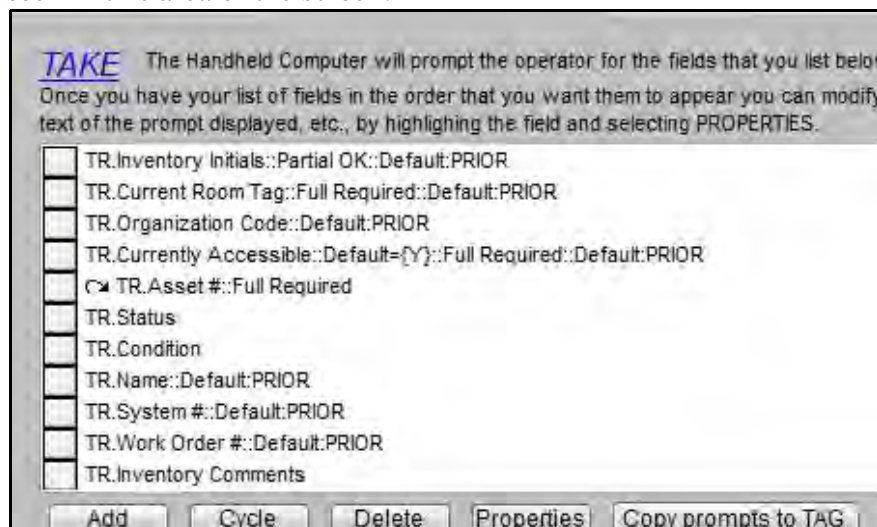 TAKE The Handheld Computer will prompt the operator for the fields that you list below
Once you have your list of fields in the order that you want them to appear you can modify
text of the prompt displayed, etc., by highlighing the field and selecting PROPERTIES.
TR.Inventory Initials::Partial OK::Default:PRIOR
TR.Current Room Tag::Full Required::Default:PRIOR
TR.Organization Code::Default:PRIOR
TR.Currently Accessible::Default={Y}::Full Required::Default:PRIOR
TR.Asset #::Full Required
TR.Status
TR.Condition
TR.Name::Default:PRIOR
TR.System #::Default:PRIOR
TR.Work Order #::Default:PRIOR
TR.Inventory Comments
Add Cycle Delete Properties Copy prompts to TAG